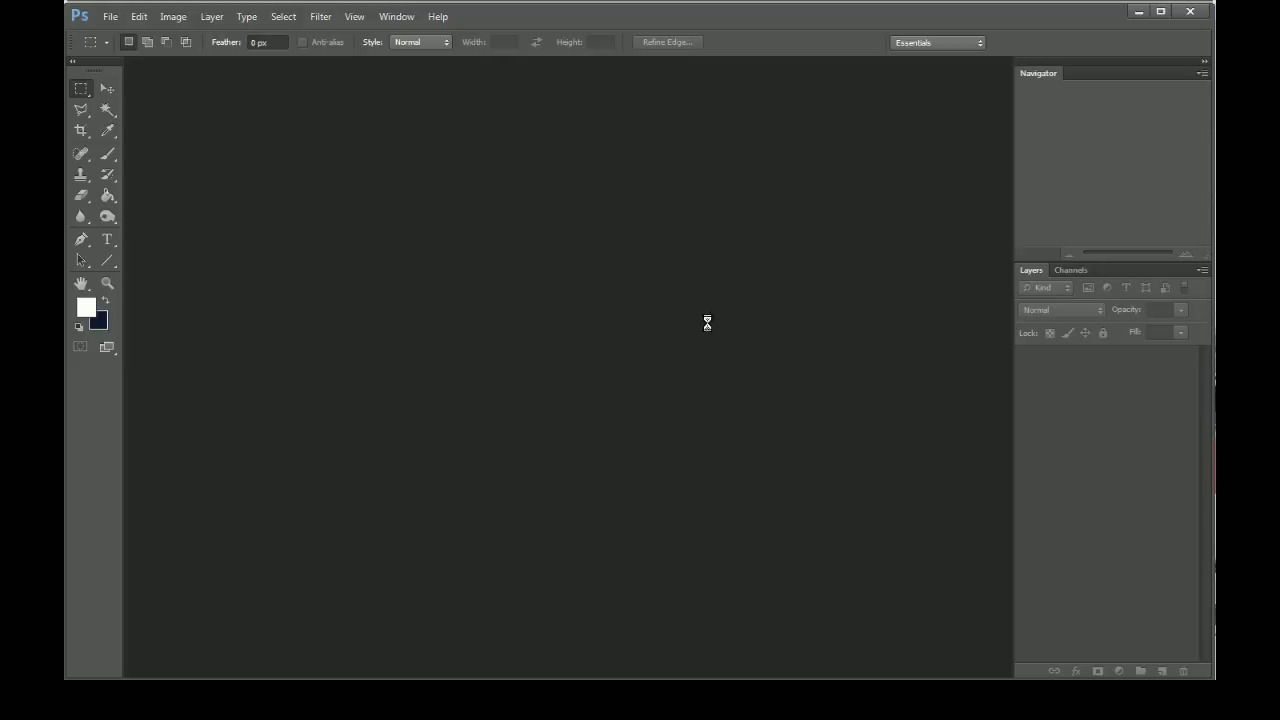 Ps File Edit Image Layer Type Select Filter View Window Help
Feather: 0 px Anti-alias Style: Normal Width: Height: Refine Edge... Essentials
Navigator
Layers Channels
Kind
Normal Opacity:
Lock: Fill:
T
fx